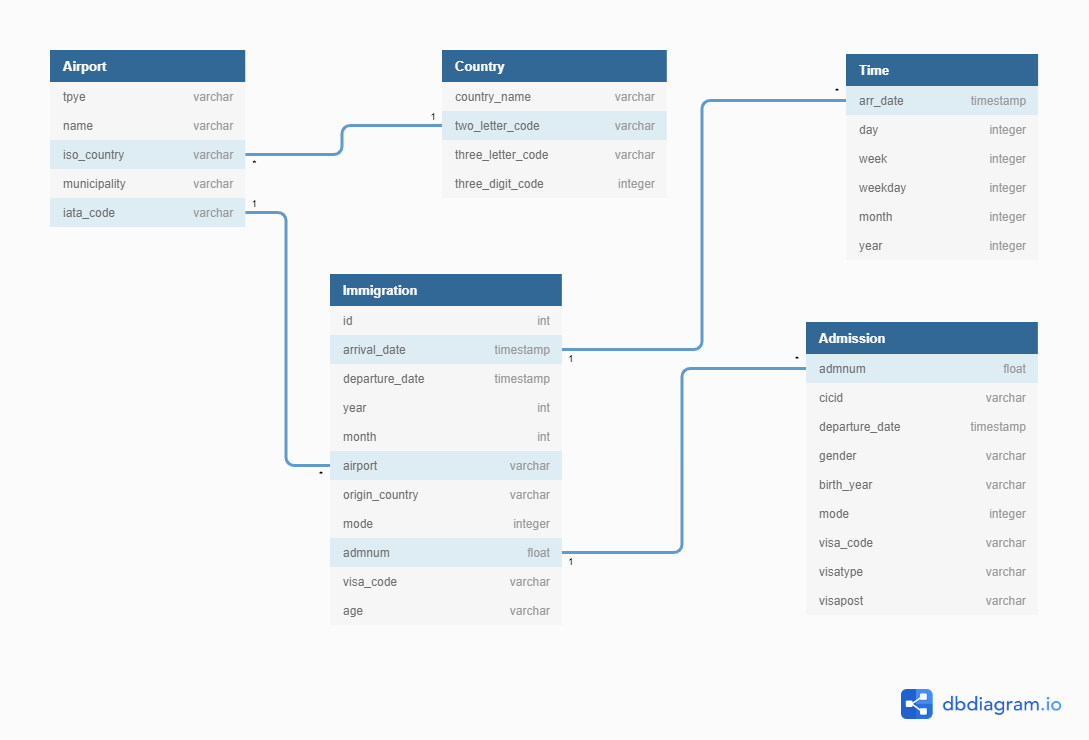 Airport
tpye varchar
name varchar
iso_country varchar
municipality varchar
iata_code varchar
*
1
Country
country_name varchar
two_letter_code varchar
three_letter_code varchar
three_digit_code integer
1
Time
arr_date timestamp
day integer
week integer
weekday integer
month integer
year integer
*
Immigration
id int
arrival_date timestamp
departure_date timestamp
year int
month int
airport varchar
origin_country varchar
mode integer
admnum float
visa_code varchar
age varchar
1
*
1
Admission
admnum float
cicid varchar
departure_date timestamp
gender varchar
birth_year varchar
mode integer
visa_code varchar
visatype varchar
visapost varchar
*
dbdiagram.io